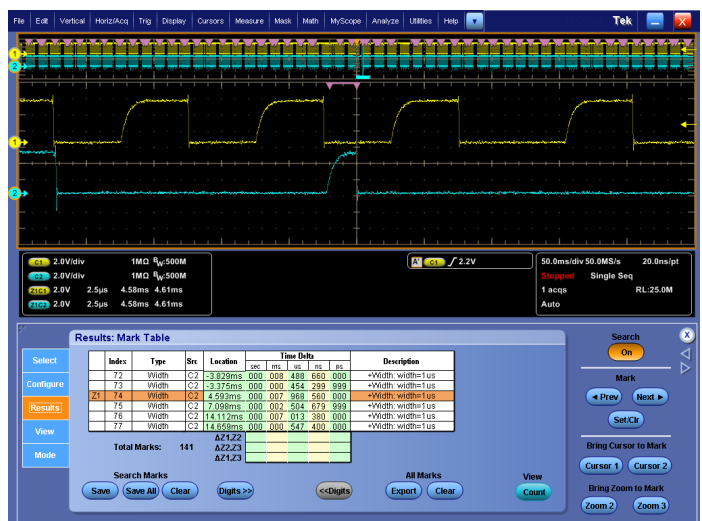 File Edit Vertical Horiz/Acq Trig Display Cursors Measure Mask Math MyScope Analyze Utilities Help Tek X
1
2
1
2
C1 2.0V/div 1MΩ BW:500M
C2 2.0V/div 1MΩ BW:500M
Z1C1 2.0V 2.5µs 4.58ms 4.61ms
Z1C2 2.0V 2.5µs 4.58ms 4.61ms
A' C1 2.2V
50.0ms/div 50.0MS/s 20.0ns/pt
Stopped Single Seq
1 acqs RL:25.0M
Auto
Results: Mark Table
Select
Configure
Results
View
Mode
Index Type Src Location Time Delta Description
sec ms us ns ps
72 Width C2 -3.829ms 000 008 488 660 000 +Width: width=1us
73 Width C2 -3.375ms 000 000 454 299 999 +Width: width=1us
Z1 74 Width C2 4.593ms 000 007 968 560 000 +Width: width=1us
75 Width C2 7.098ms 000 002 504 679 999 +Width: width=1us
76 Width C2 14.112ms 000 007 013 380 000 +Width: width=1us
77 Width C2 14.659ms 000 000 547 400 000 +Width: width=1us
Total Marks: 141
ΔZ1,Z2
ΔZ2,Z3
ΔZ1,Z3
Search Marks
Save Save All Clear
Digits >>
<<Digits
All Marks
Export Clear
View
Count
X
Search
On
Mark
Prev Next
Set/Clr
Bring Cursor to Mark
Cursor 1 Cursor 2
Bring Zoom to Mark
Zoom 2 Zoom 3